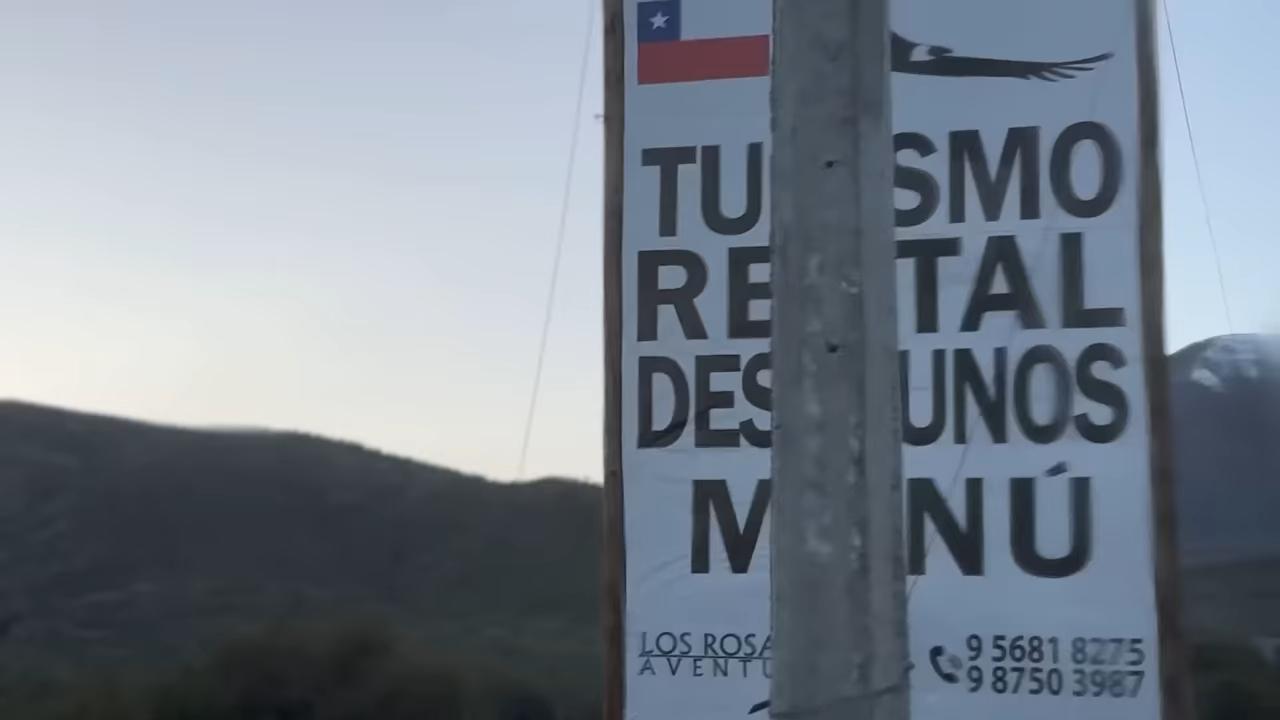 TU SMO
RE TAL
DES UNOS
M NÚ
LOS ROSA
AVENTU
9 5681 8275
9 8750 3987